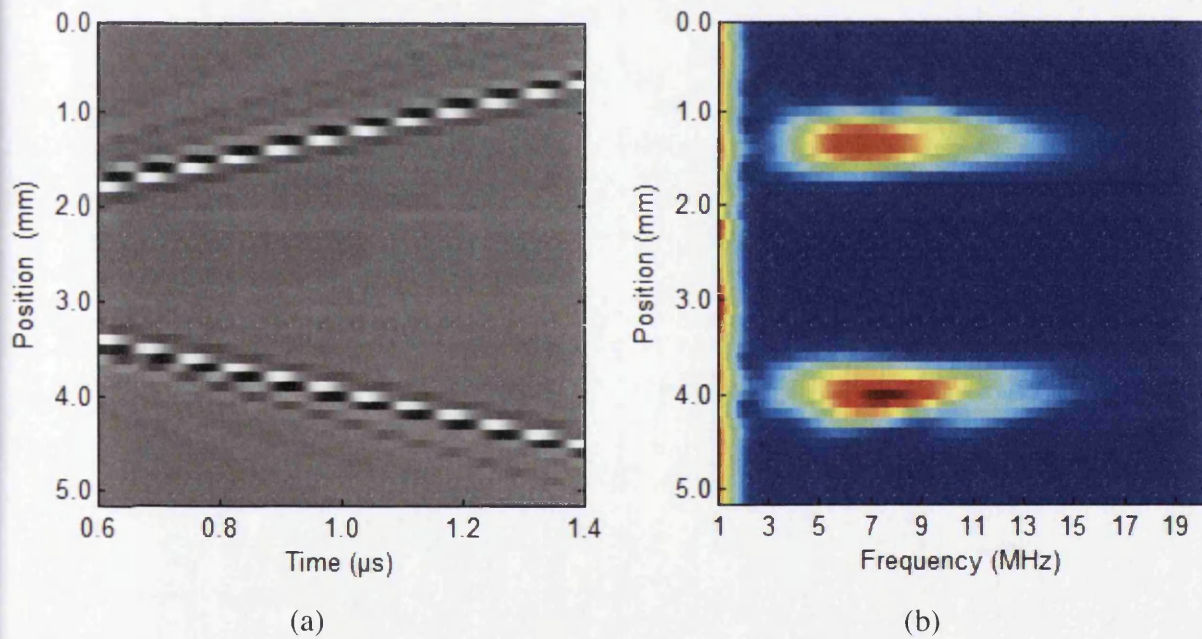 0.0
1.0
2.0
3.0
4.0
5.0
Position (mm)
0.6 0.8 1.0 1.2 1.4
Time (µs)
(a)
0.0
1.0
2.0
3.0
4.0
5.0
Position (mm)
1 3 5 7 9 11 13 15 17 19
Frequency (MHz)
(b)